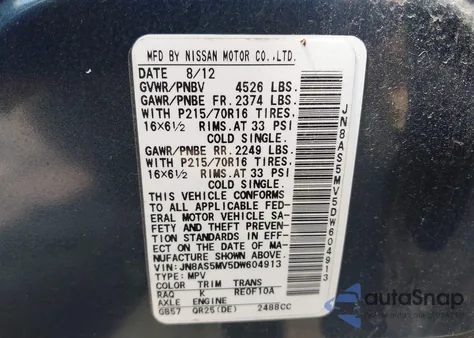 MFD BY NISSAN MOTOR CO.,LTD.
DATE 8/12
GVWR/PNBV 4526 LBS.
GAWR/PNBE FR. 2374 LBS.
WITH P215/70R16 TIRES.
16×6½ RIMS. AT 33 PSI
COLD SINGLE.
GAWR/PNBE RR. 2249 LBS.
WITH P215/70R16 TIRES.
16×6½ RIMS. AT 33 PSI
COLD SINGLE.
THIS VEHICLE CONFORMS
TO ALL APPLICABLE FED-
ERAL MOTOR VEHICLE SA-
FETY AND THEFT PREVEN-
TION STANDARDS IN EFF-
ECT ON THE DATE OF MA-
NUFACTURE SHOWN ABOVE.
VIN: JN8AS5MV5DW604913
TYPE: MPV
COLOR TRIM TRANS
RAQ K RE0F10A
AXLE ENGINE
GB57 QR25(DE) 2488CC
JN8AS5MV5DW604913
autoSnap